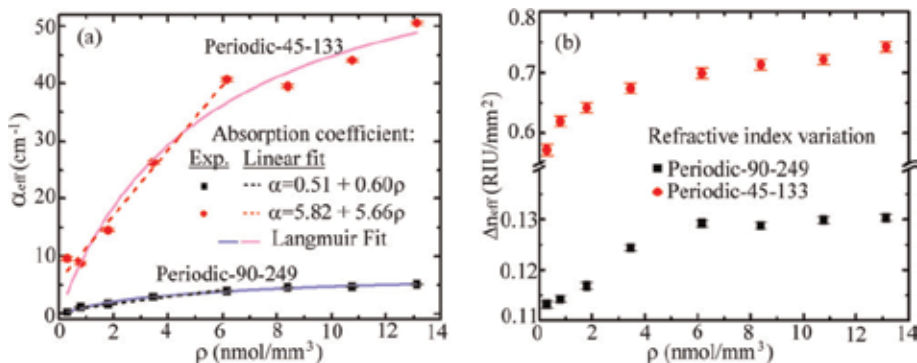 (a)
Periodic-45-133
Absorption coefficient:
Exp. Linear fit
α=0.51 + 0.60ρ
α=5.82 + 5.66ρ
Langmuir Fit
Periodic-90-249
αeff (cm⁻¹)
50
40
30
20
10
0
0 2 4 6 8 10 12 14
ρ (nmol/mm³)
(b)
Refractive index variation
Periodic-90-249
Periodic-45-133
Δneff (RIU/mm²)
0.8
0.7
0.6
0.13
0.12
0.11
0 2 4 6 8 10 12 14
ρ (nmol/mm³)